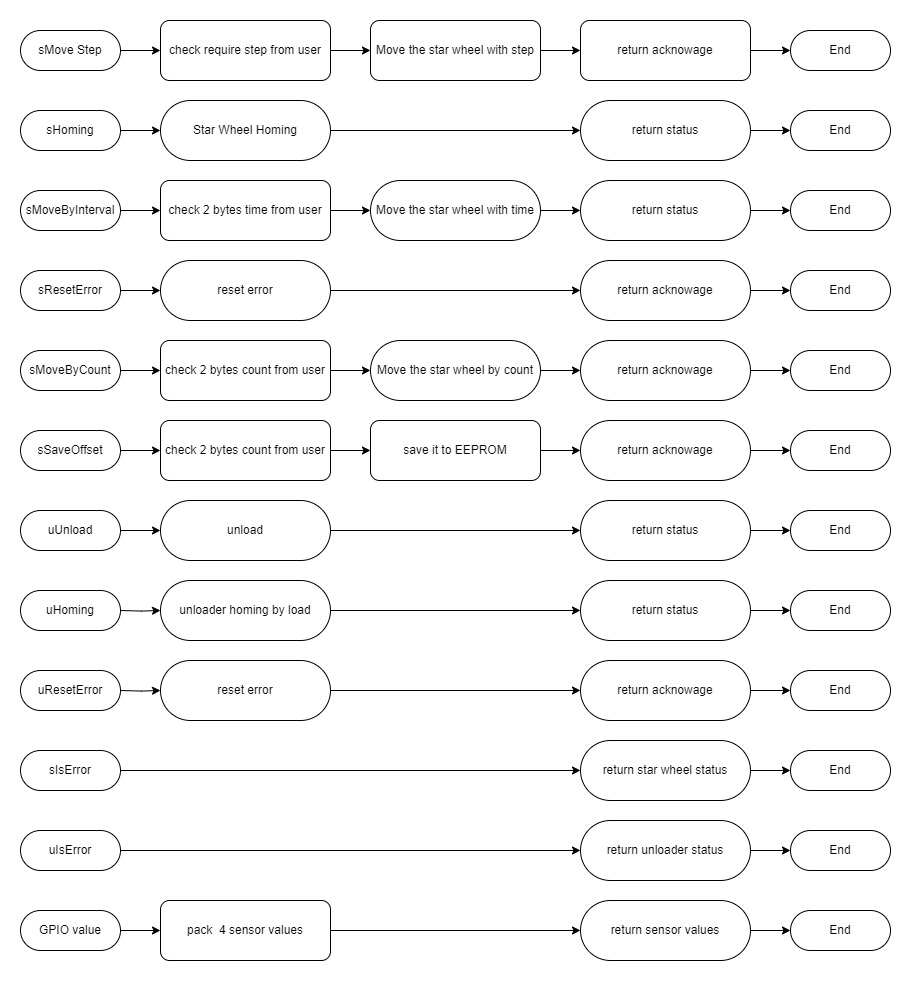 sMove Step check require step from user Move the star wheel with step return acknowage End
sHoming Star Wheel Homing return status End
sMoveByInterval check 2 bytes time from user Move the star wheel with time return status End
sResetError reset error return acknowage End
sMoveByCount check 2 bytes count from user Move the star wheel by count return acknowage End
sSaveOffset check 2 bytes count from user save it to EEPROM return acknowage End
uUnload unload return status End
uHoming unloader homing by load return status End
uResetError reset error return acknowage End
sIsError return star wheel status End
uIsError return unloader status End
GPIO value pack 4 sensor values return sensor values End